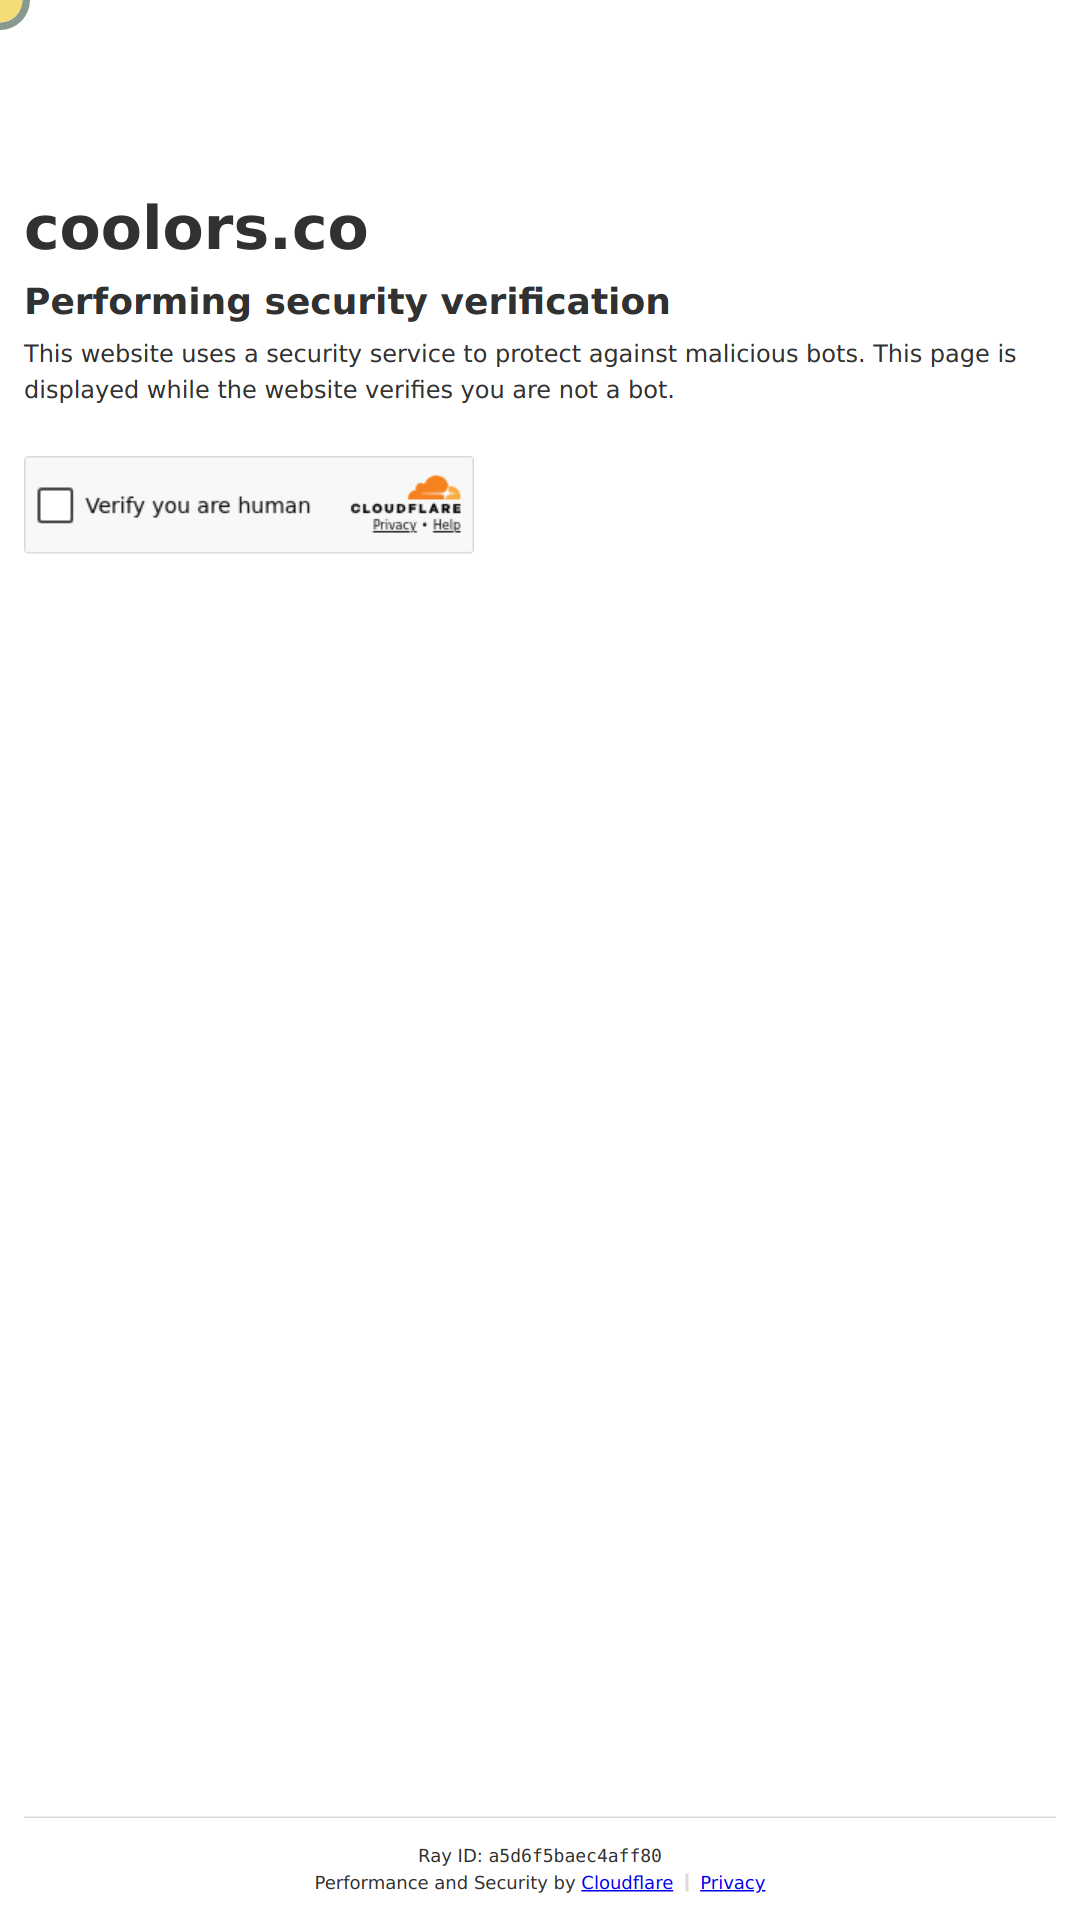 coolors.co
Performing security verification
This website uses a security service to protect against malicious bots. This page is
displayed while the website verifies you are not a bot.
Verify you are human
CLOUDFLARE
Privacy • Help
Ray ID: a5d6f5baec4aff80
Performance and Security by Cloudflare | Privacy